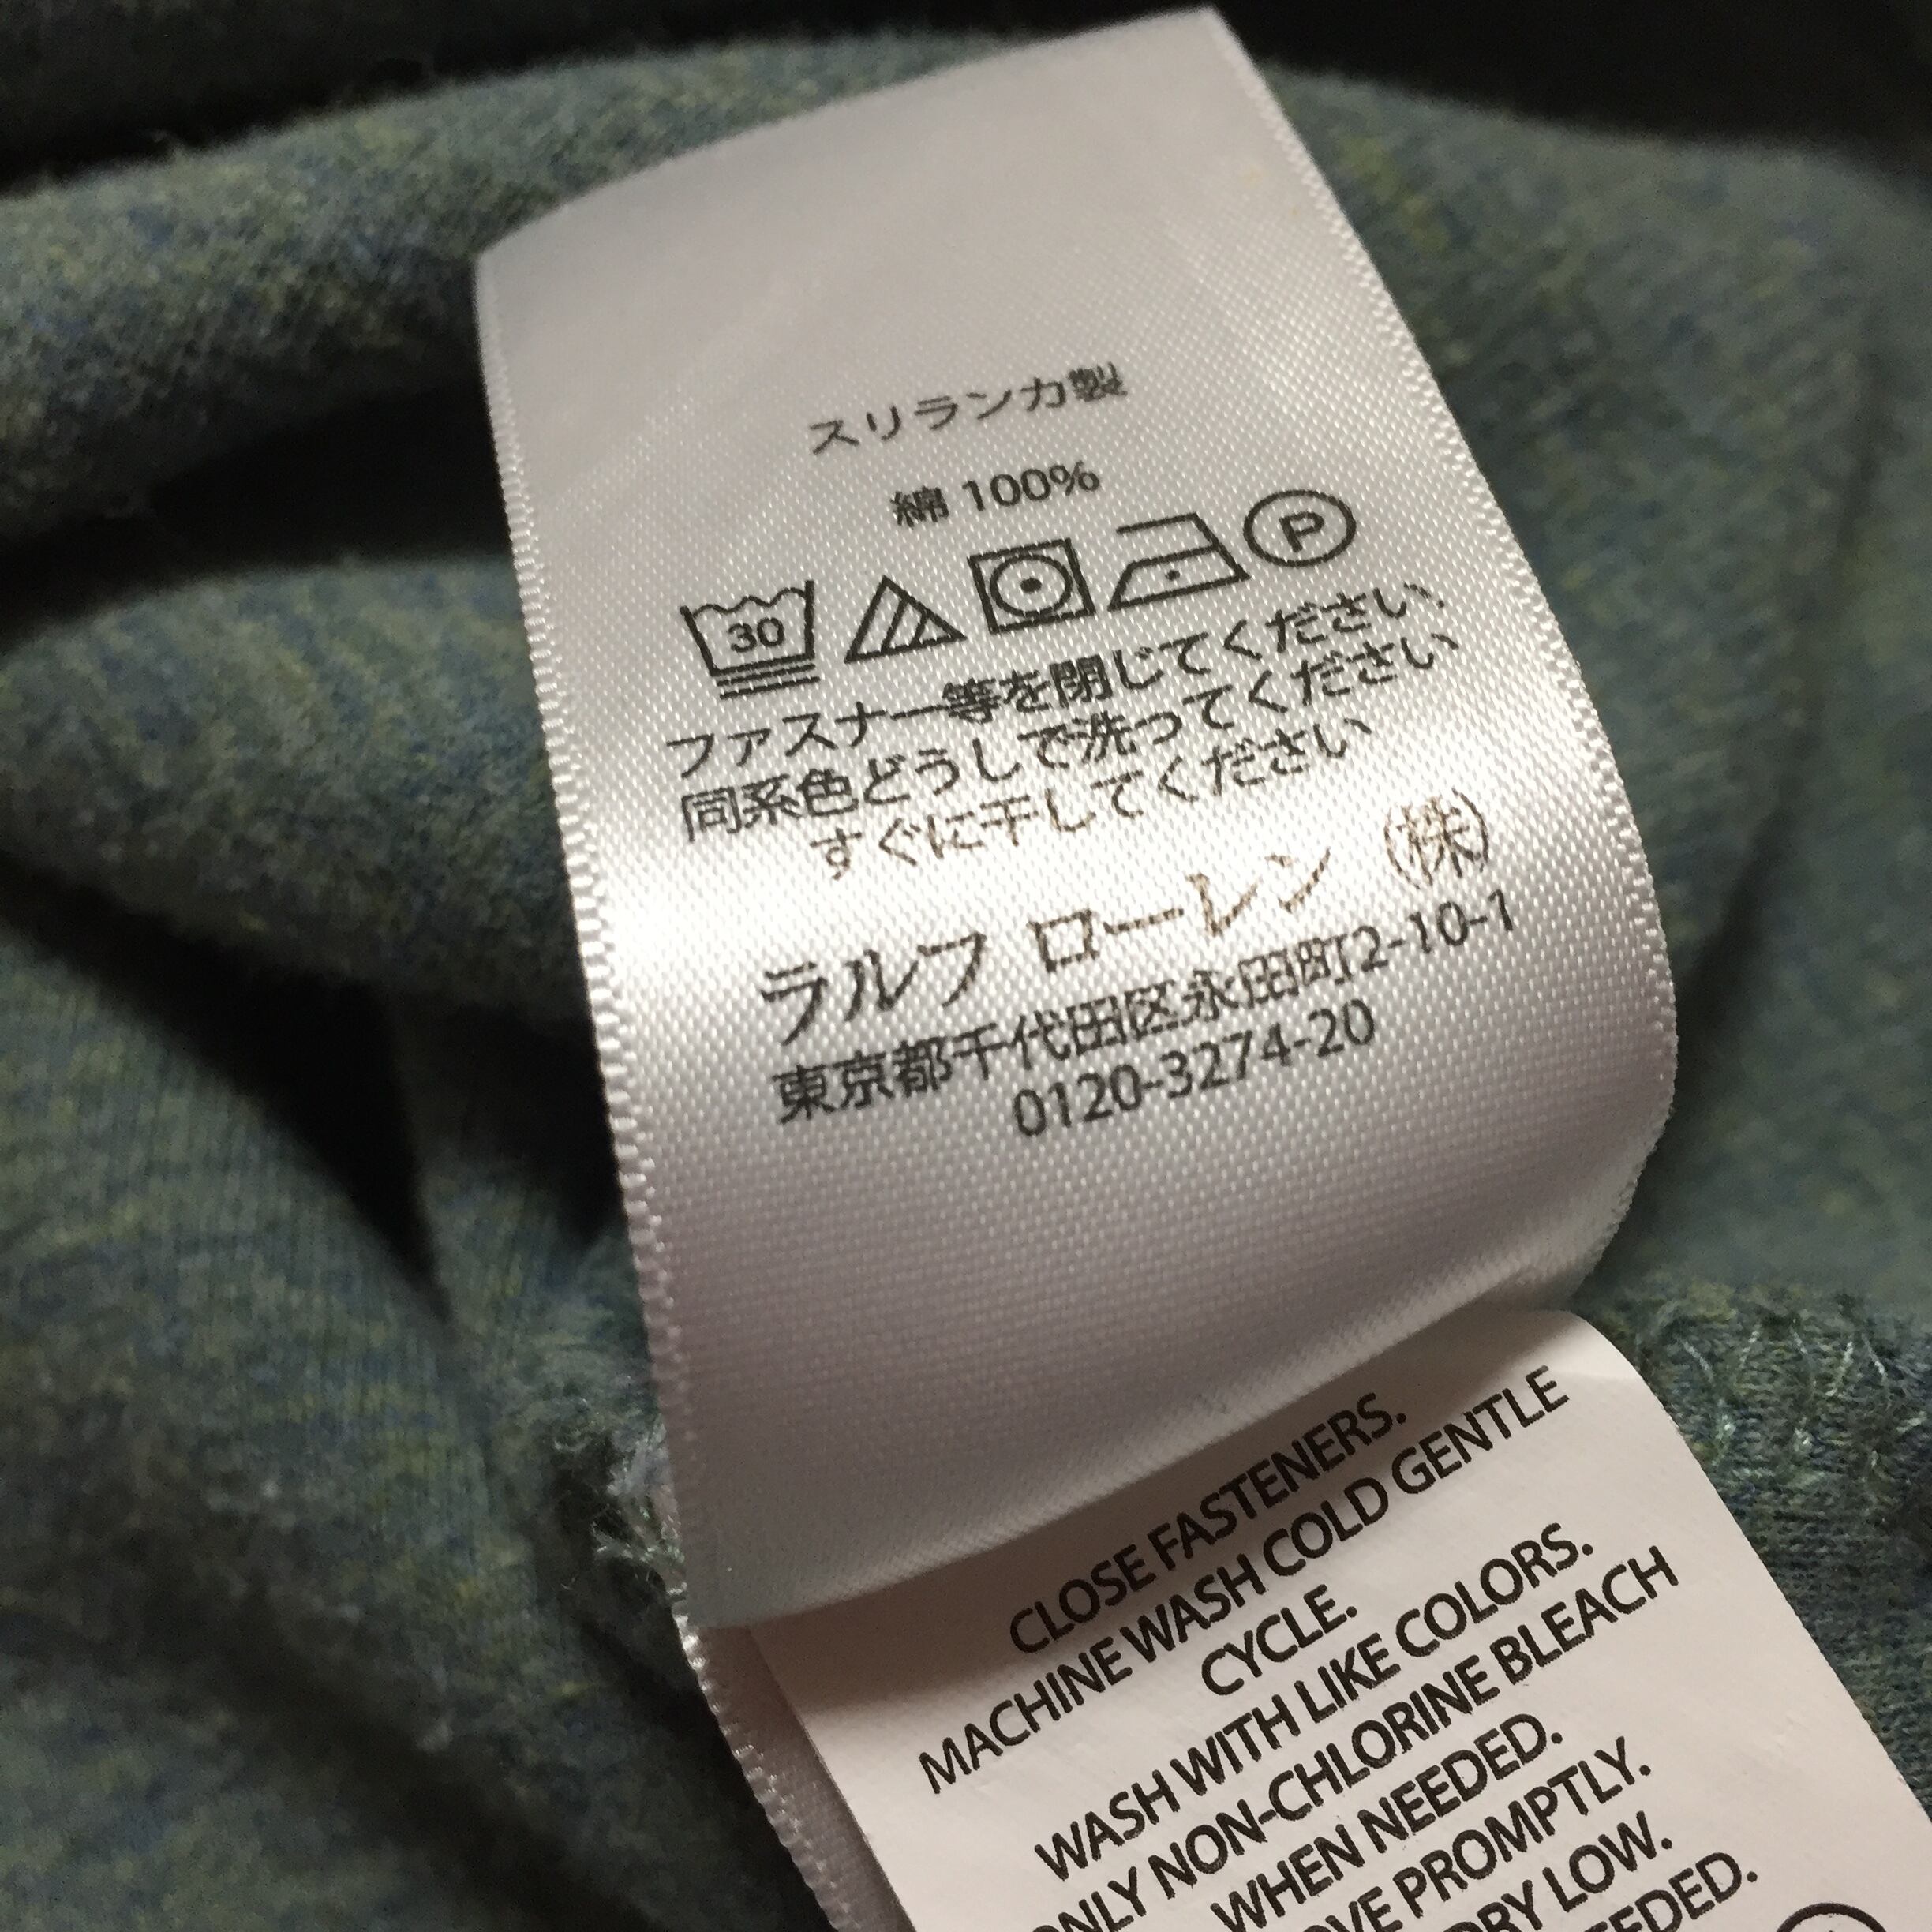 スリランカ製
綿 100%
30
P
ファスナー等を閉じてください
同系色どうしで洗ってください
すぐに干してください
ラルフ ローレン (株)
東京都千代田区永田町2-10-1
0120-3274-20
CLOSE FASTENERS.
MACHINE WASH COLD GENTLE
CYCLE.
WASH WITH LIKE COLORS.
NON-CHLORINE BLEACH
WHEN NEEDED.
PROMPTLY.
DRY LOW.